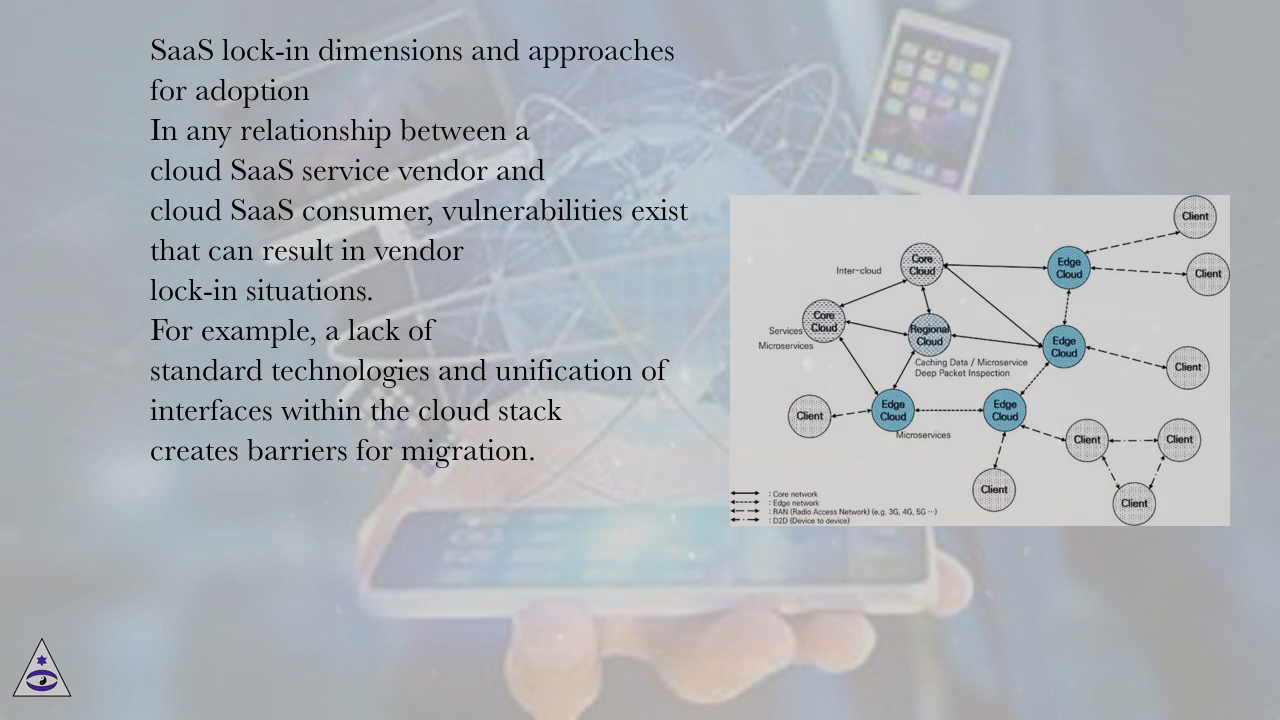 SaaS lock-in dimensions and approaches
for adoption
In any relationship between a
cloud SaaS service vendor and
cloud SaaS consumer, vulnerabilities exist
that can result in vendor
lock-in situations.
For example, a lack of
standard technologies and unification of
interfaces within the cloud stack
creates barriers for migration.
Client
Core
Cloud
Inter-cloud
Edge
Cloud
Client
Core
Cloud
Services
Microservices
Regional
Cloud
Caching Data / Microservice
Deep Packet Inspection
Edge
Cloud
Client
Client
Edge
Cloud
Microservices
Edge
Cloud
Client
Client
Client
Client
: Core network
: Edge network
: RAN (Radio Access Network) (e.g. 3G, 4G, 5G ···)
: D2D (Device to device)